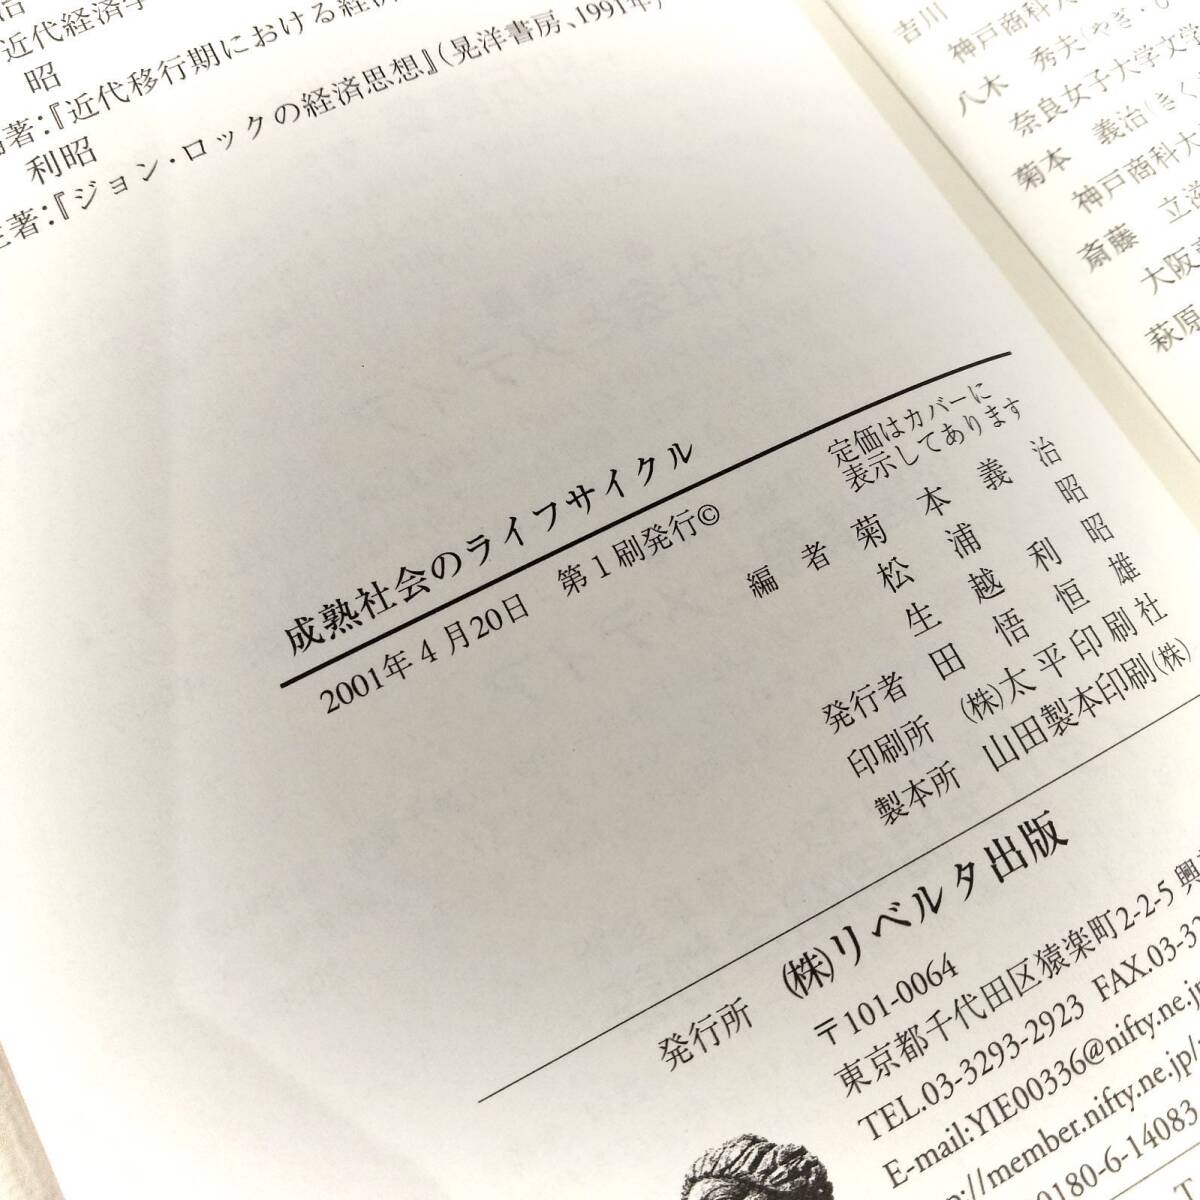 治
近代経済学
昭
著:『近代移行期における経済
利昭
著:『ジョン・ロックの経済思想』(晃洋書房、1991年)
成熟社会のライフサイクル
2001年4月20日 第1刷発行©
定価はカバーに
表示してあります
編者 菊本義治
松浦昭
生越利昭
発行者 田悟恒雄
印刷所 (株)太平印刷社
製本所 山田製本印刷(株)
発行所 (株)リベルタ出版
〒101-0064
東京都千代田区猿楽町2-2-5 興
TEL.03-3293-2923 FAX.03-32
E-mail:YIE00336@nifty.ne.jp
//member.nifty.ne.jp/
0180-6-14083
吉川
神戸商科大
八木 秀夫(やぎ・ひ
奈良女子大学文学
菊本 義治(きく
神戸商科大
斎藤 立滋
大阪
萩原